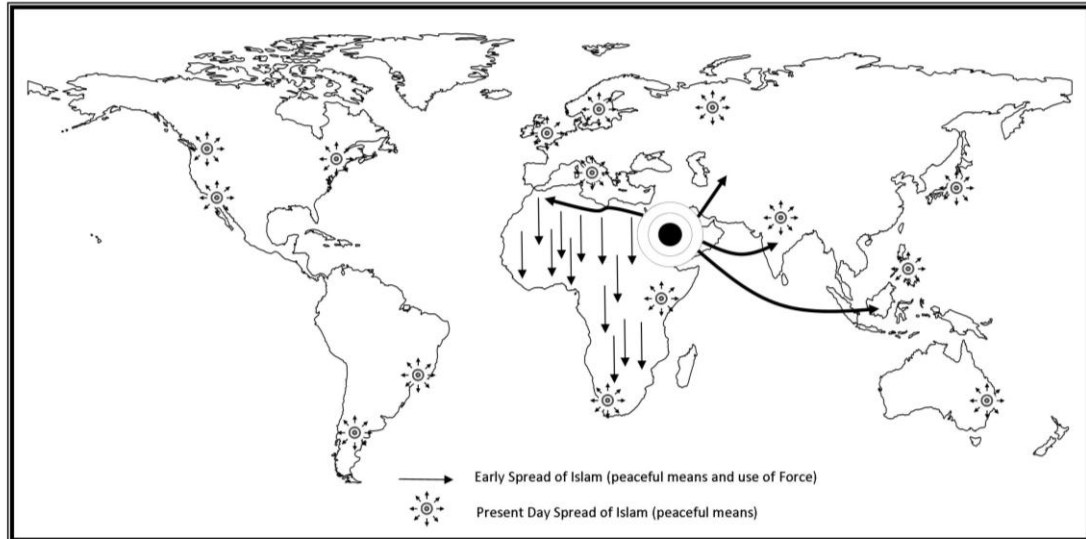 Early Spread of Islam (peaceful means and use of Force)
Present Day Spread of Islam (peaceful means)